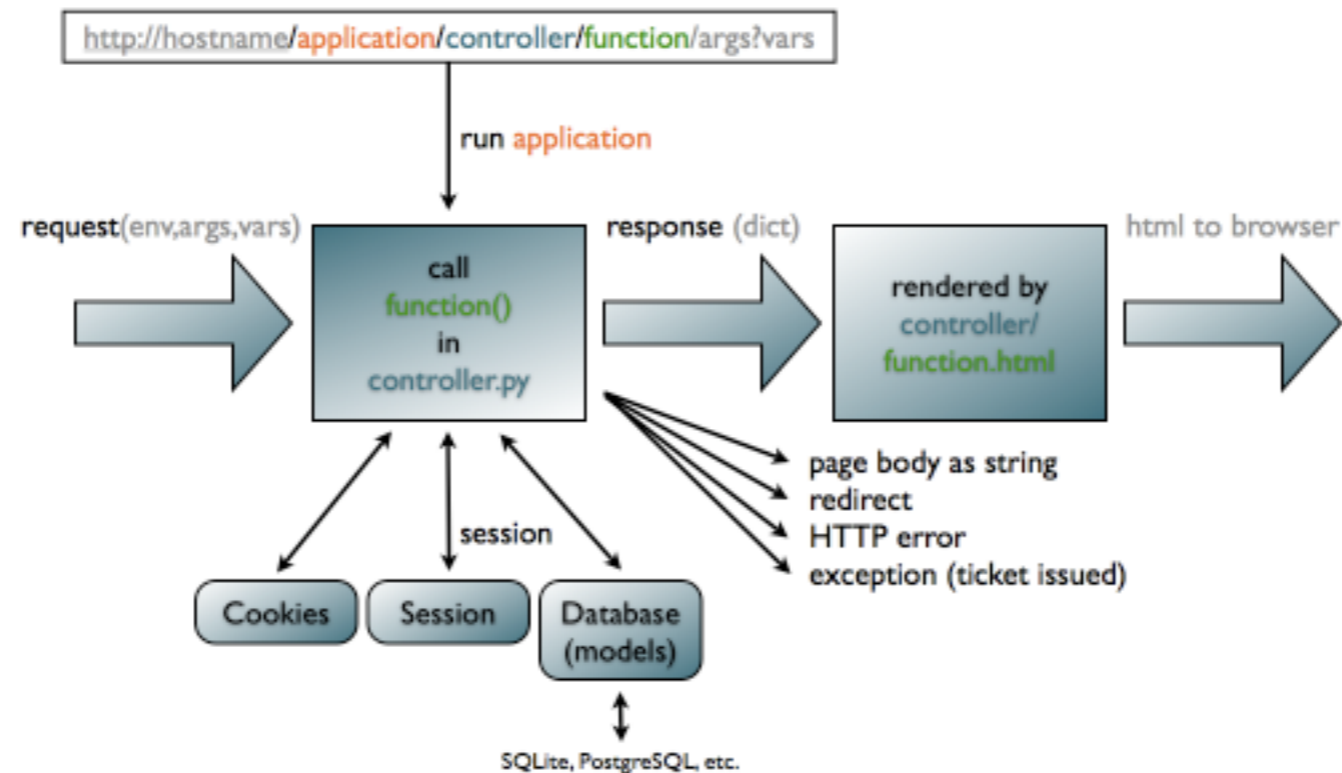 http://hostname/application/controller/function/args?vars
run application
request(env,args,vars)
response (dict)
html to browser
call
function()
in
controller.py
rendered by
controller/
function.html
page body as string
redirect
HTTP error
exception (ticket issued)
session
Cookies
Session
Database
(models)
SQLite, PostgreSQL, etc.